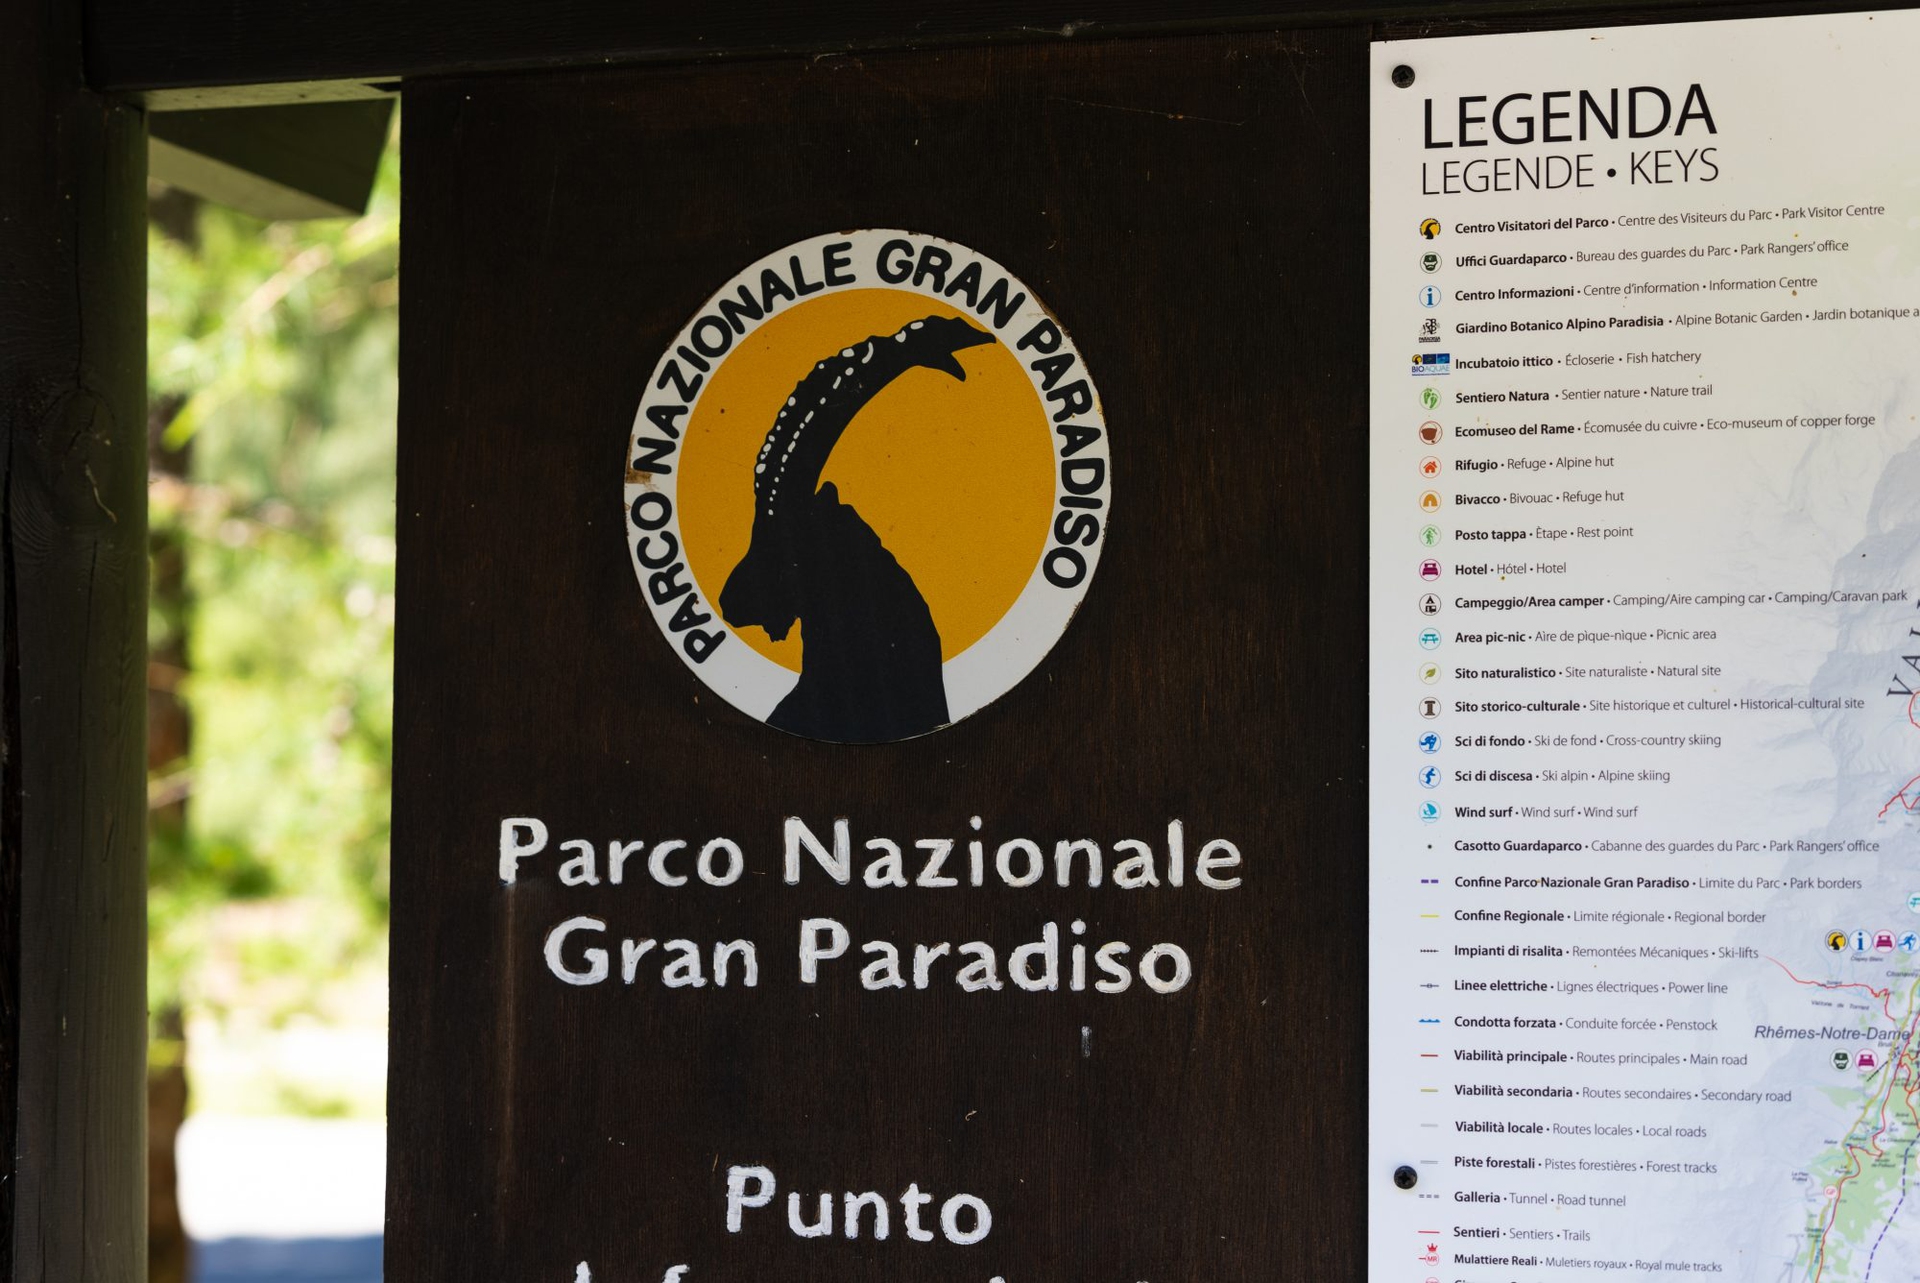 PARCO NAZIONALE GRAN PARADISO
Parco Nazionale
Gran Paradiso
Punto
LEGENDA
LEGENDE • KEYS
Centro Visitatori del Parco • Centre des Visiteurs du Parc • Park Visitor Centre
Uffici Guardaparco • Bureau des guardes du Parc • Park Rangers' office
Centro Informazioni • Centre d'information • Information Centre
Giardino Botanico Alpino Paradisia • Alpine Botanic Garden • Jardin botanique a
BIOAQUAE
Incubatoio ittico • Écloserie • Fish hatchery
Sentiero Natura • Sentier nature • Nature trail
Ecomuseo del Rame • Écomusée du cuivre • Eco-museum of copper forge
Rifugio • Refuge • Alpine hut
Bivacco • Bivouac • Refuge hut
Posto tappa • Ètape • Rest point
Hotel • Hótel • Hotel
Campeggio/Area camper • Camping/Aire camping car • Camping/Caravan park
Area pic-nic • Aìre de pìque-nìque • Picnic area
Sito naturalistico • Site naturaliste • Natural site
Sito storico-culturale • Site historique et culturel • Historical-cultural site
Sci di fondo • Ski de fond • Cross-country skiing
Sci di discesa • Ski alpin • Alpine skiing
Wind surf • Wind surf • Wind surf
Casotto Guardaparco • Cabanne des guardes du Parc • Park Rangers' office
Confine Parco Nazionale Gran Paradiso • Limite du Parc • Park borders
Confine Regionale • Limite régionale • Regional border
Impianti di risalita • Remontées Mécaniques • Ski-lifts
Linee elettriche • Lignes électriques • Power line
Condotta forzata • Conduite forcée • Penstock
Viabilità principale • Routes principales • Main road
Viabilità secondaria • Routes secondaires • Secondary road
Viabilità locale • Routes locales • Local roads
Piste forestali • Pistes forestières • Forest tracks
Galleria • Tunnel • Road tunnel
Sentieri • Sentiers • Trails
MR
Mulattiere Reali • Muletiers royaux • Royal mule tracks
Rhêmes-Notre-Dame